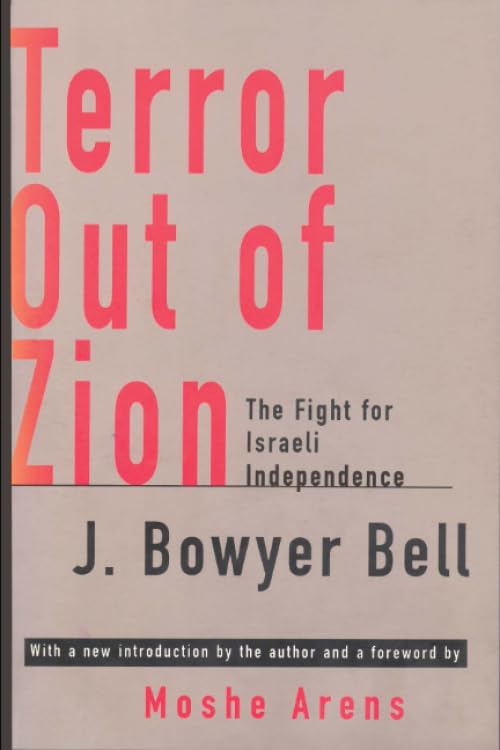 Terror
Out of
Zion
The Fight for
Israeli
Independence
J. Bowyer Bell
With a new introduction by the author and a foreword by
Moshe Arens